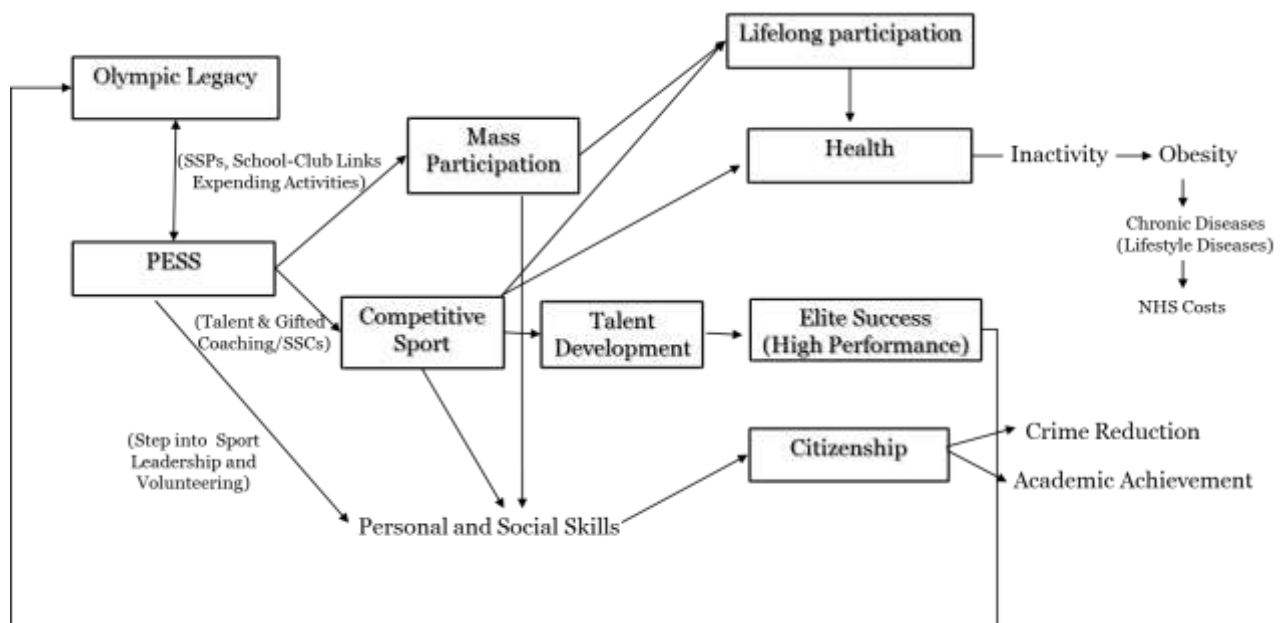 Lifelong participation
Olympic Legacy
Mass
Participation
(SSPs, School-Club Links
Expending Activities)
Health
Inactivity
Obesity
Chronic Diseases
(Lifestyle Diseases)
NHS Costs
PESS
(Talent & Gifted
Coaching/SSCs)
Competitive
Sport
Talent
Development
Elite Success
(High Performance)
(Step into Sport
Leadership and
Volunteering)
Citizenship
Crime Reduction
Academic Achievement
Personal and Social Skills